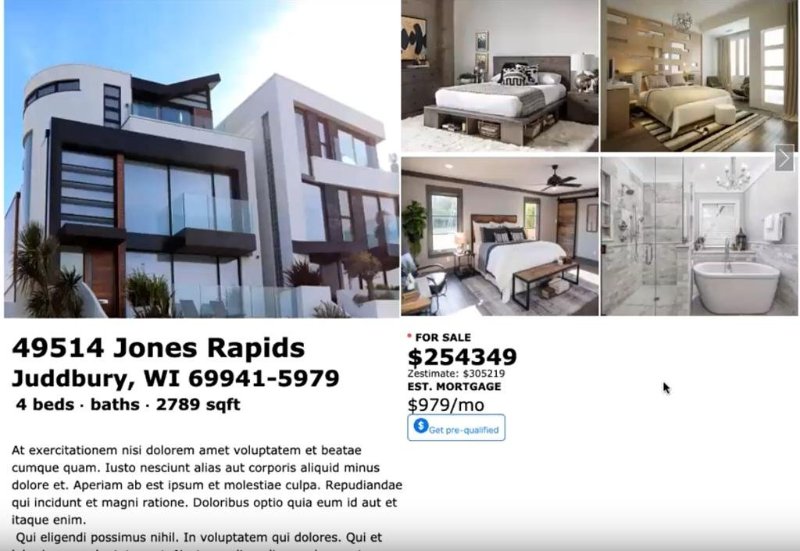 49514 Jones Rapids
Juddbury, WI 69941-5979
4 beds · baths · 2789 sqft
At exercitationem nisi dolorem amet voluptatem et beatae
cumque quam. Iusto nesciunt alias aut corporis aliquid minus
dolore et. Aperiam ab est ipsum et molestiae culpa. Repudiandae
qui incidunt et magni ratione. Doloribus optio quia eum id aut et
itaque enim.
Qui eligendi possimus nihil. In voluptatem qui dolores. Qui et
* FOR SALE
$254349
Zestimate: $305219
EST. MORTGAGE
$979/mo
$ Get pre-qualified